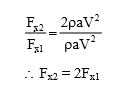 Fx2/Fx1 = 2ρaV²/ρaV²
∴ Fx2 = 2Fx1